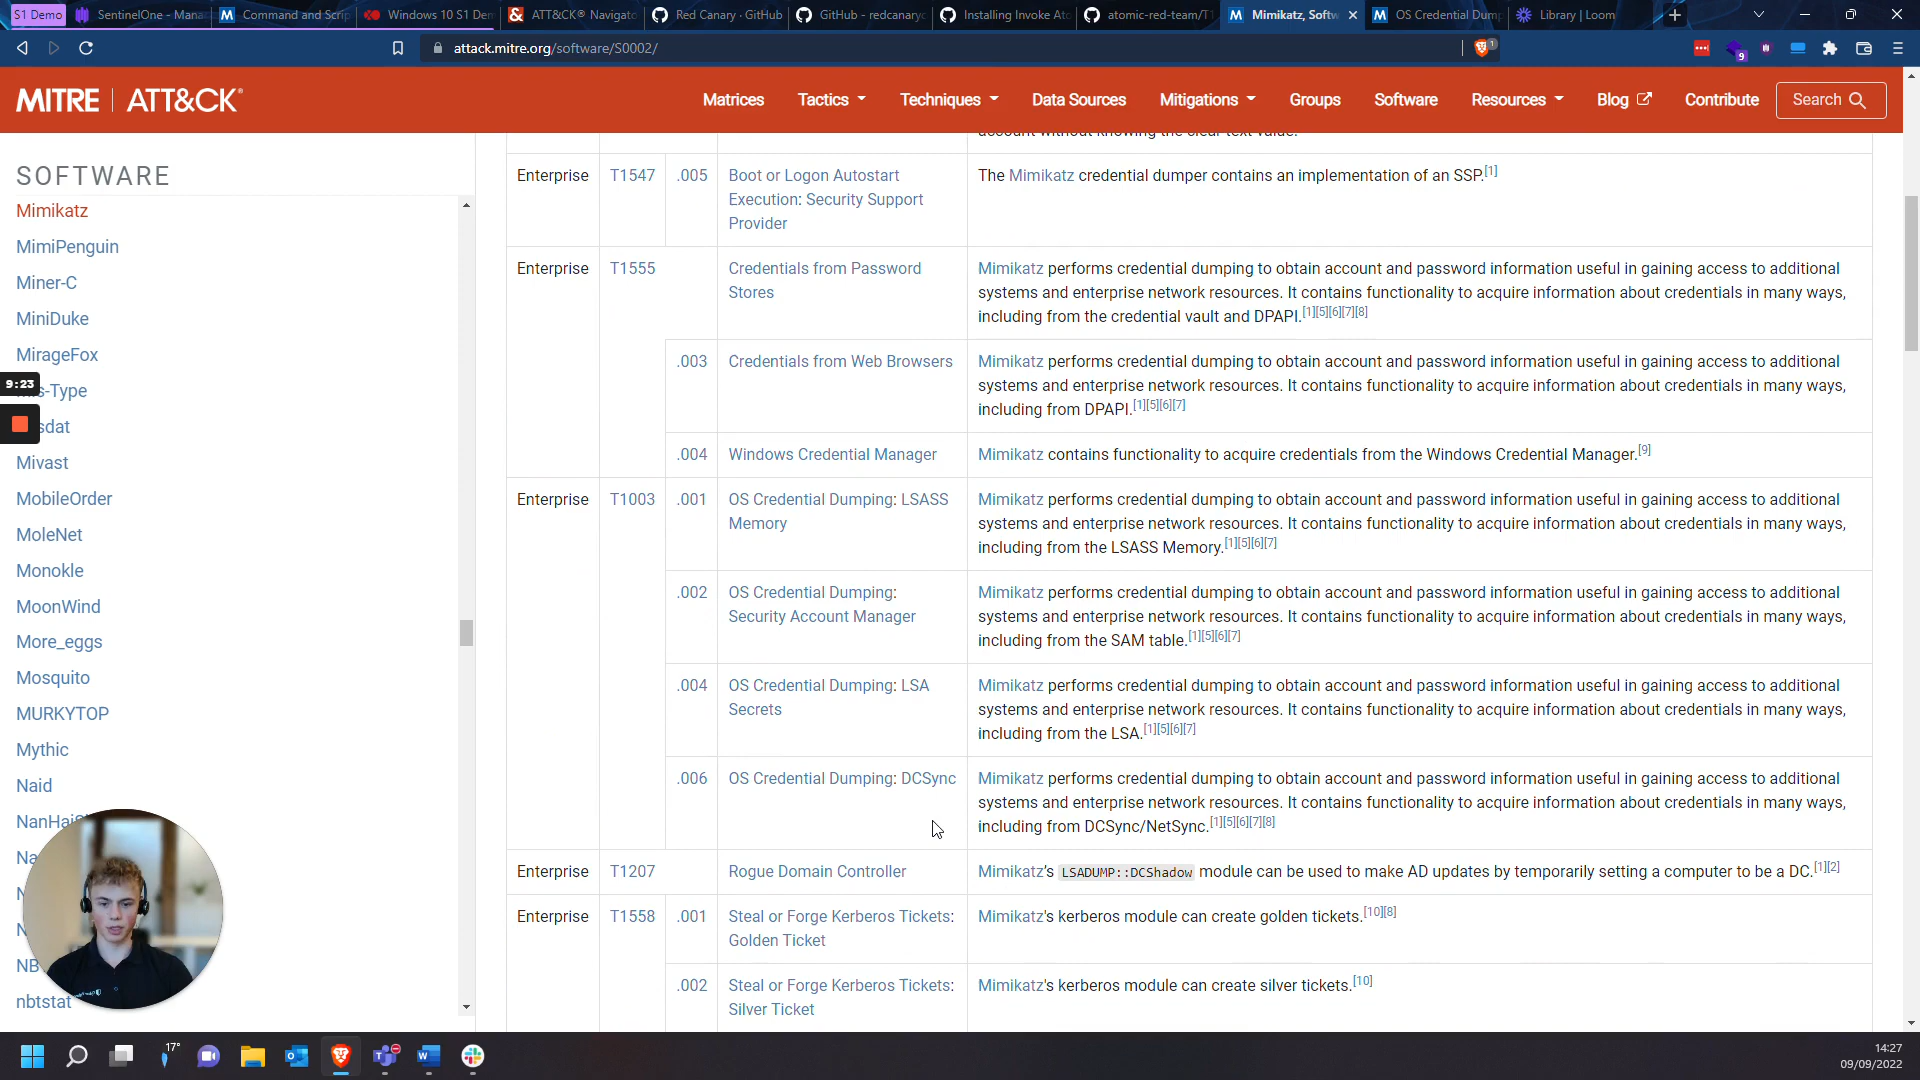 S1 Demo
SentinelOne - Mana
Command and Scrip
Windows 10 S1 Den
ATT&CK® Navigato
Red Canary · GitHub
GitHub - redcanaryc
Installing Invoke Ato
atomic-red-team/T1
Mimikatz, Softw
OS Credential Dump
Library | Loom
attack.mitre.org/software/S0002/
1
9
MITRE | ATT&CK®
Matrices
Tactics
Techniques
Data Sources
Mitigations
Groups
Software
Resources
Blog
Contribute
Search
SOFTWARE
Mimikatz
MimiPenguin
Miner-C
MiniDuke
MirageFox
9:23
s-Type
sdat
Mivast
MobileOrder
MoleNet
Monokle
MoonWind
More_eggs
Mosquito
MURKYTOP
Mythic
Naid
NanHai
Na
N
N
NB
nbtstat
account without knowing the clear-text value.
Enterprise T1547 .005 Boot or Logon Autostart The Mimikatz credential dumper contains an implementation of an SSP.[1]
Execution: Security Support
Provider
Enterprise T1555 Credentials from Password Mimikatz performs credential dumping to obtain account and password information useful in gaining access to additional
Stores systems and enterprise network resources. It contains functionality to acquire information about credentials in many ways,
including from the credential vault and DPAPI.[1][5][6][7][8]
.003 Credentials from Web Browsers Mimikatz performs credential dumping to obtain account and password information useful in gaining access to additional
systems and enterprise network resources. It contains functionality to acquire information about credentials in many ways,
including from DPAPI.[1][5][6][7]
.004 Windows Credential Manager Mimikatz contains functionality to acquire credentials from the Windows Credential Manager.[9]
Enterprise T1003 .001 OS Credential Dumping: LSASS Mimikatz performs credential dumping to obtain account and password information useful in gaining access to additional
Memory systems and enterprise network resources. It contains functionality to acquire information about credentials in many ways,
including from the LSASS Memory.[1][5][6][7]
.002 OS Credential Dumping: Mimikatz performs credential dumping to obtain account and password information useful in gaining access to additional
Security Account Manager systems and enterprise network resources. It contains functionality to acquire information about credentials in many ways,
including from the SAM table.[1][5][6][7]
.004 OS Credential Dumping: LSA Mimikatz performs credential dumping to obtain account and password information useful in gaining access to additional
Secrets systems and enterprise network resources. It contains functionality to acquire information about credentials in many ways,
including from the LSA.[1][5][6][7]
.006 OS Credential Dumping: DCSync Mimikatz performs credential dumping to obtain account and password information useful in gaining access to additional
systems and enterprise network resources. It contains functionality to acquire information about credentials in many ways,
including from DCSync/NetSync.[1][5][6][7][8]
Enterprise T1207 Rogue Domain Controller Mimikatz's LSADUMP::DCShadow module can be used to make AD updates by temporarily setting a computer to be a DC.[1][2]
Enterprise T1558 .001 Steal or Forge Kerberos Tickets: Mimikatz's kerberos module can create golden tickets.[10][8]
Golden Ticket
.002 Steal or Forge Kerberos Tickets: Mimikatz's kerberos module can create silver tickets.[10]
Silver Ticket
17°
14:27
09/09/2022